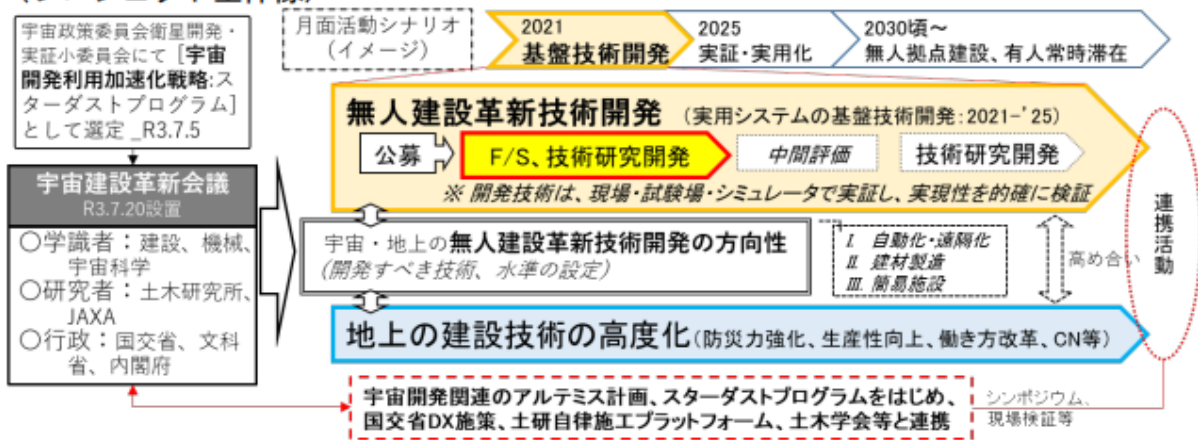 宇宙政策委員会衛星開発・
実証小委員会にて［宇宙
開発利用加速化戦略:ス
ターダストプログラム］
として選定 _R3.7.5
宇宙建設革新会議
R3.7.20設置
○学識者：建設、機械、
宇宙科学
○研究者：土木研究所、
JAXA
○行政：国交省、文科
省、内閣府
月面活動シナリオ
（イメージ）
2021
基盤技術開発
2025
実証・実用化
2030頃～
無人拠点建設、有人常時滞在
無人建設革新技術開発（実用システムの基盤技術開発:2021-'25）
公募
F/S、技術研究開発
中間評価
技術研究開発
※ 開発技術は、現場・試験場・シミュレータで実証し、実現性を的確に検証
宇宙・地上の無人建設革新技術開発の方向性
（開発すべき技術、水準の設定）
Ⅰ. 自動化・遠隔化
Ⅱ. 建材製造
Ⅲ. 簡易施設
高め合い
連携活動
地上の建設技術の高度化（防災力強化、生産性向上、働き方改革、CN等）
宇宙開発関連のアルテミス計画、スターダストプログラムをはじめ、
国交省DX施策、土研自律施工プラットフォーム、土木学会等と連携
シンポジウム、
現場検証等